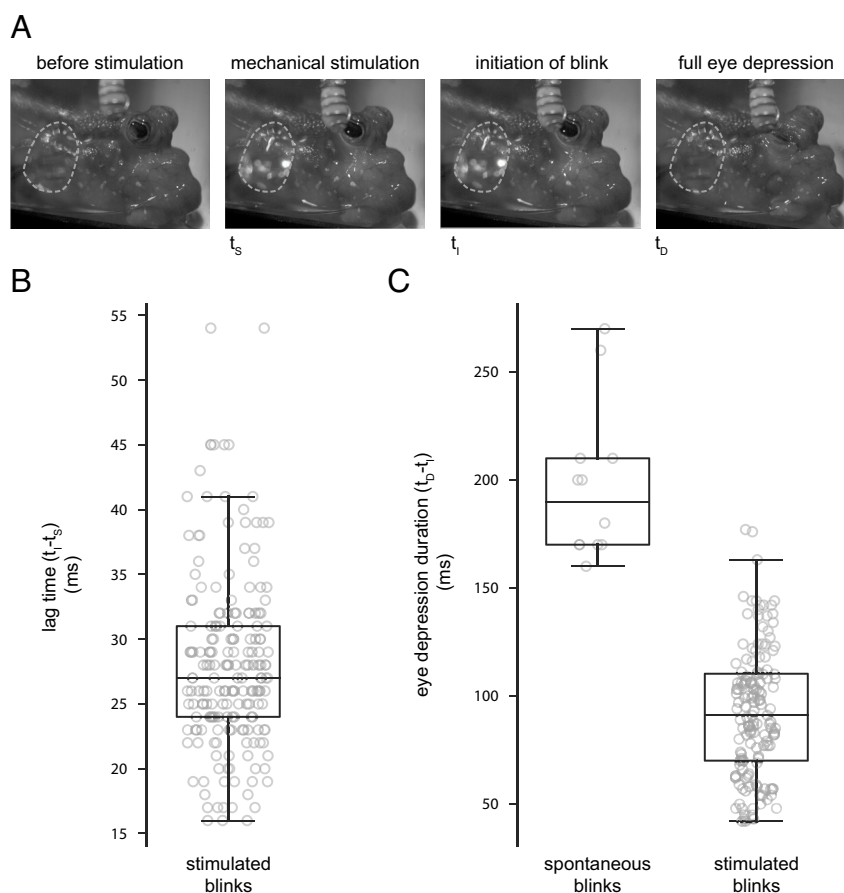 A
before stimulation
mechanical stimulation
initiation of blink
full eye depression
tS
tI
tD
B
lag time (tI-tS)
(ms)
55
50
45
40
35
30
25
20
15
stimulated
blinks
C
eye depression duration (tD-tI)
(ms)
250
200
150
100
50
spontaneous
blinks
stimulated
blinks